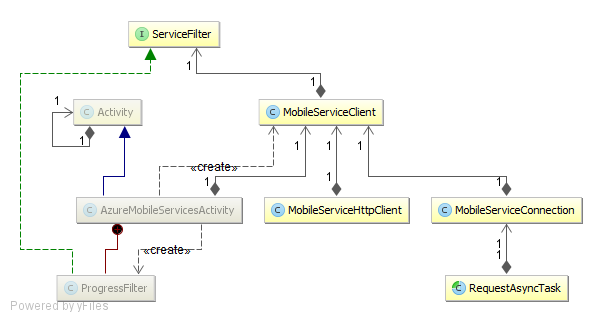 ServiceFilter
1
Activity
MobileServiceClient
1
1
1
1
1
1
«create»
1
1
1
AzureMobileServicesActivity
MobileServiceHttpClient
MobileServiceConnection
«create»
1
1
ProgressFilter
RequestAsyncTask
Powered by yFiles